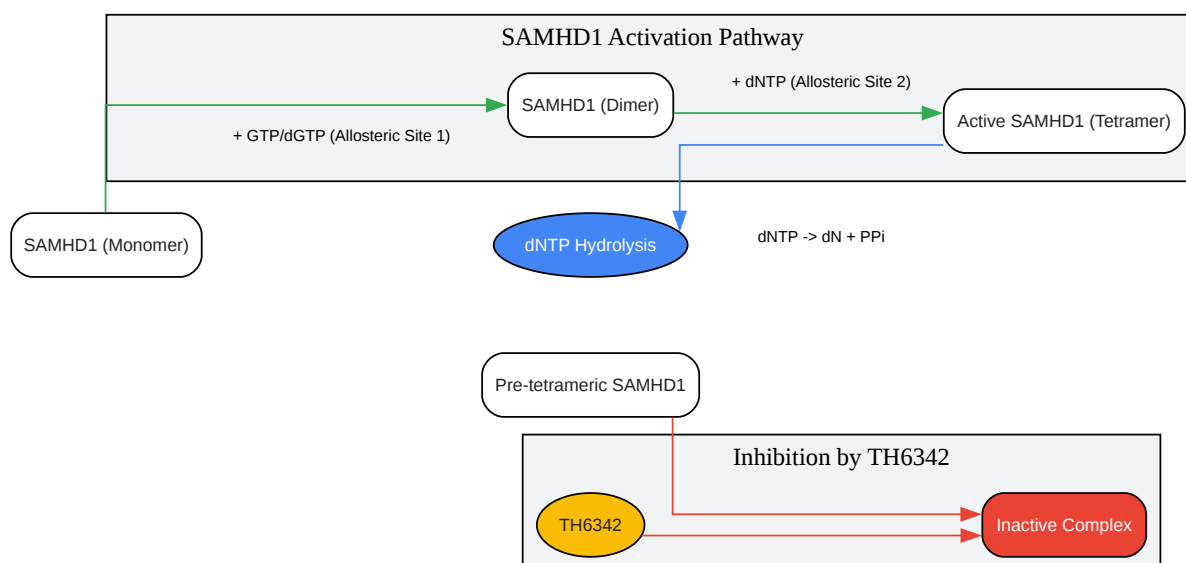 SAMHD1 Activation Pathway
+ dNTP (Allosteric Site 2)
SAMHD1 (Dimer)
Active SAMHD1 (Tetramer)
+ GTP/dGTP (Allosteric Site 1)
SAMHD1 (Monomer)
dNTP Hydrolysis
dNTP -> dN + PPi
Pre-tetrameric SAMHD1
Inhibition by TH6342
TH6342
Inactive Complex